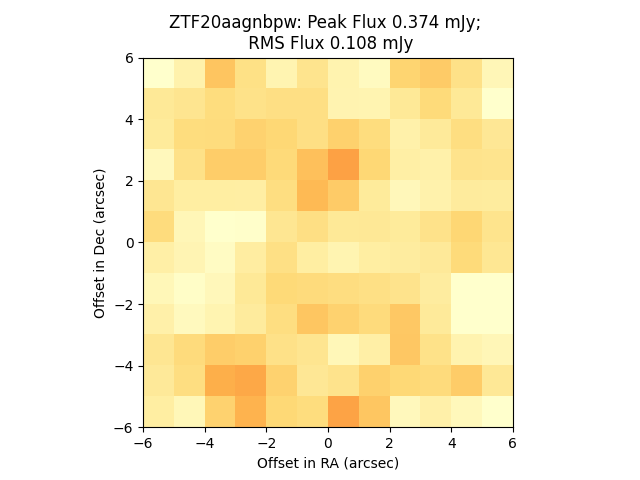 ZTF20aagnbpw: Peak Flux 0.374 mJy;
RMS Flux 0.108 mJy
6
4
2
0
−2
−4
−6
Offset in Dec (arcsec)
−6 −4 −2 0 2 4 6
Offset in RA (arcsec)